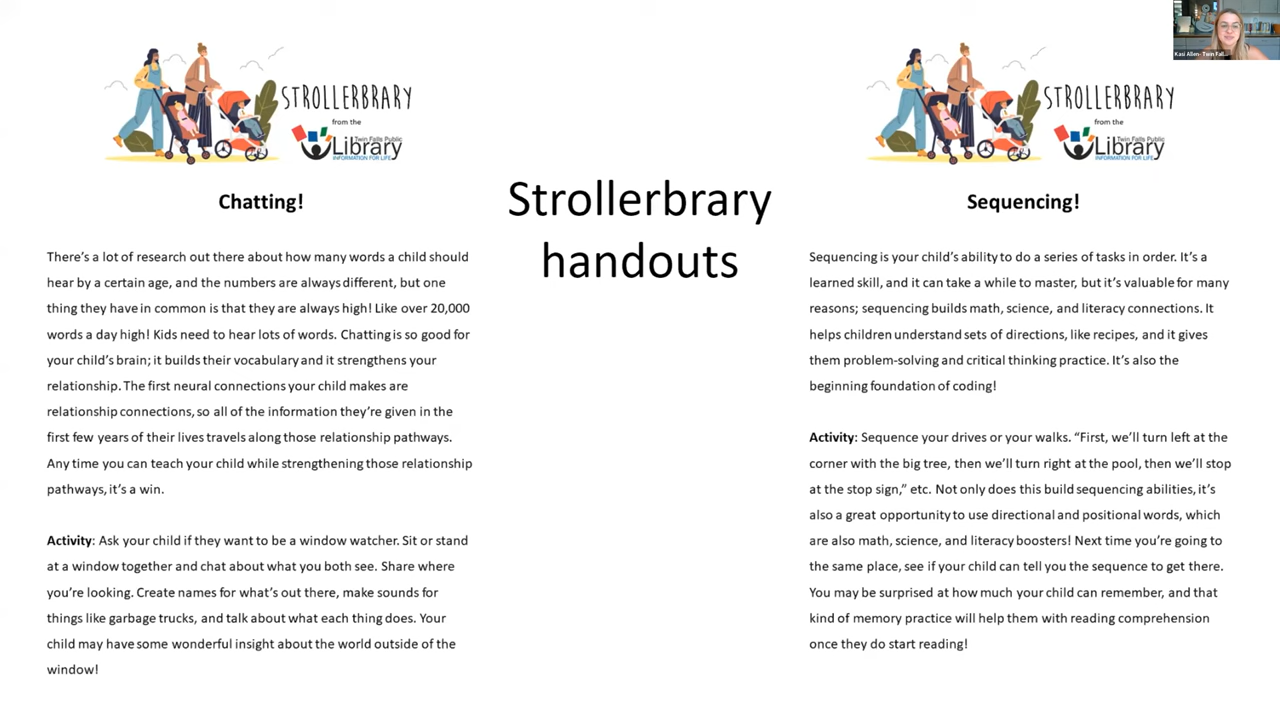 STROLLERBRARY
from the
Twin Falls Public
Library
INFORMATION FOR LIFE
Chatting!
There's a lot of research out there about how many words a child should
hear by a certain age, and the numbers are always different, but one
thing they have in common is that they are always high! Like over 20,000
words a day high! Kids need to hear lots of words. Chatting is so good for
your child's brain; it builds their vocabulary and it strengthens your
relationship. The first neural connections your child makes are
relationship connections, so all of the information they're given in the
first few years of their lives travels along those relationship pathways.
Any time you can teach your child while strengthening those relationship
pathways, it's a win.
Activity: Ask your child if they want to be a window watcher. Sit or stand
at a window together and chat about what you both see. Share where
you're looking. Create names for what's out there, make sounds for
things like garbage trucks, and talk about what each thing does. Your
child may have some wonderful insight about the world outside of the
window!
Strollerbrary
handouts
STROLLERBRARY
from the
Twin Falls Public
Library
INFORMATION FOR LIFE
Sequencing!
Sequencing is your child's ability to do a series of tasks in order. It's a
learned skill, and it can take a while to master, but it's valuable for many
reasons; sequencing builds math, science, and literacy connections. It
helps children understand sets of directions, like recipes, and it gives
them problem-solving and critical thinking practice. It's also the
beginning foundation of coding!
Activity: Sequence your drives or your walks. "First, we'll turn left at the
corner with the big tree, then we'll turn right at the pool, then we'll stop
at the stop sign," etc. Not only does this build sequencing abilities, it's
also a great opportunity to use directional and positional words, which
are also math, science, and literacy boosters! Next time you're going to
the same place, see if your child can tell you the sequence to get there.
You may be surprised at how much your child can remember, and that
kind of memory practice will help them with reading comprehension
once they do start reading!
Kasi Allen- Twin Fall...